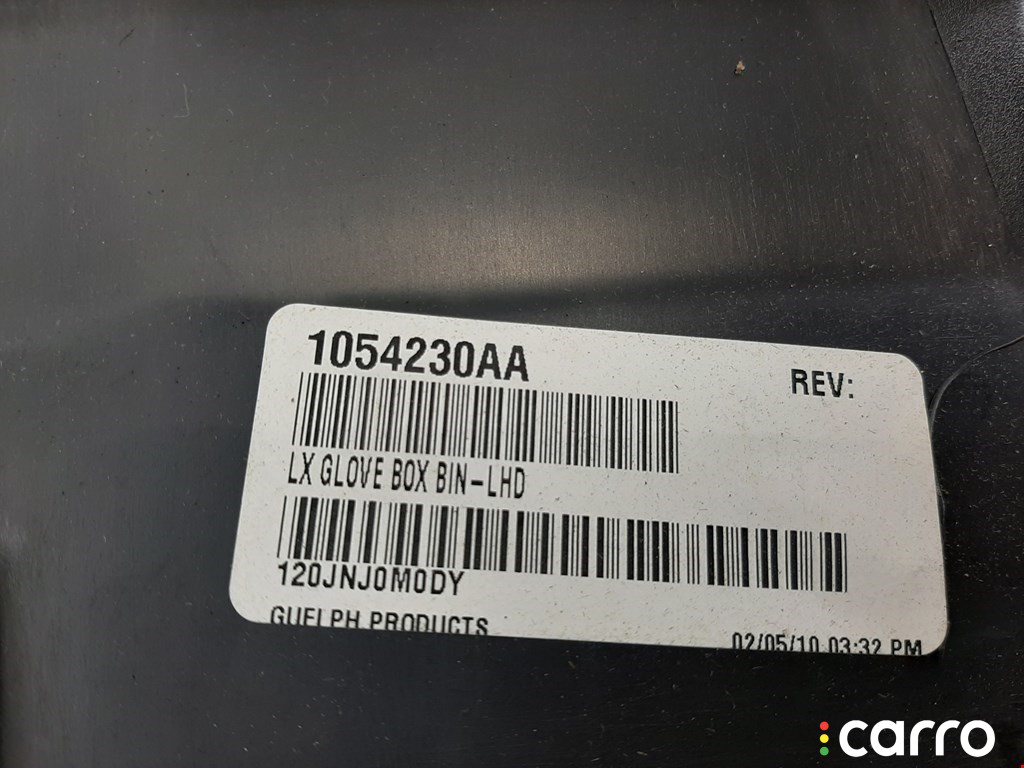 1054230AA
REV:
LX GLOVE BOX BIN-LHD
120JNJ0M0DY
GUELPH PRODUCTS
02/05/10 03:32 PM
carro